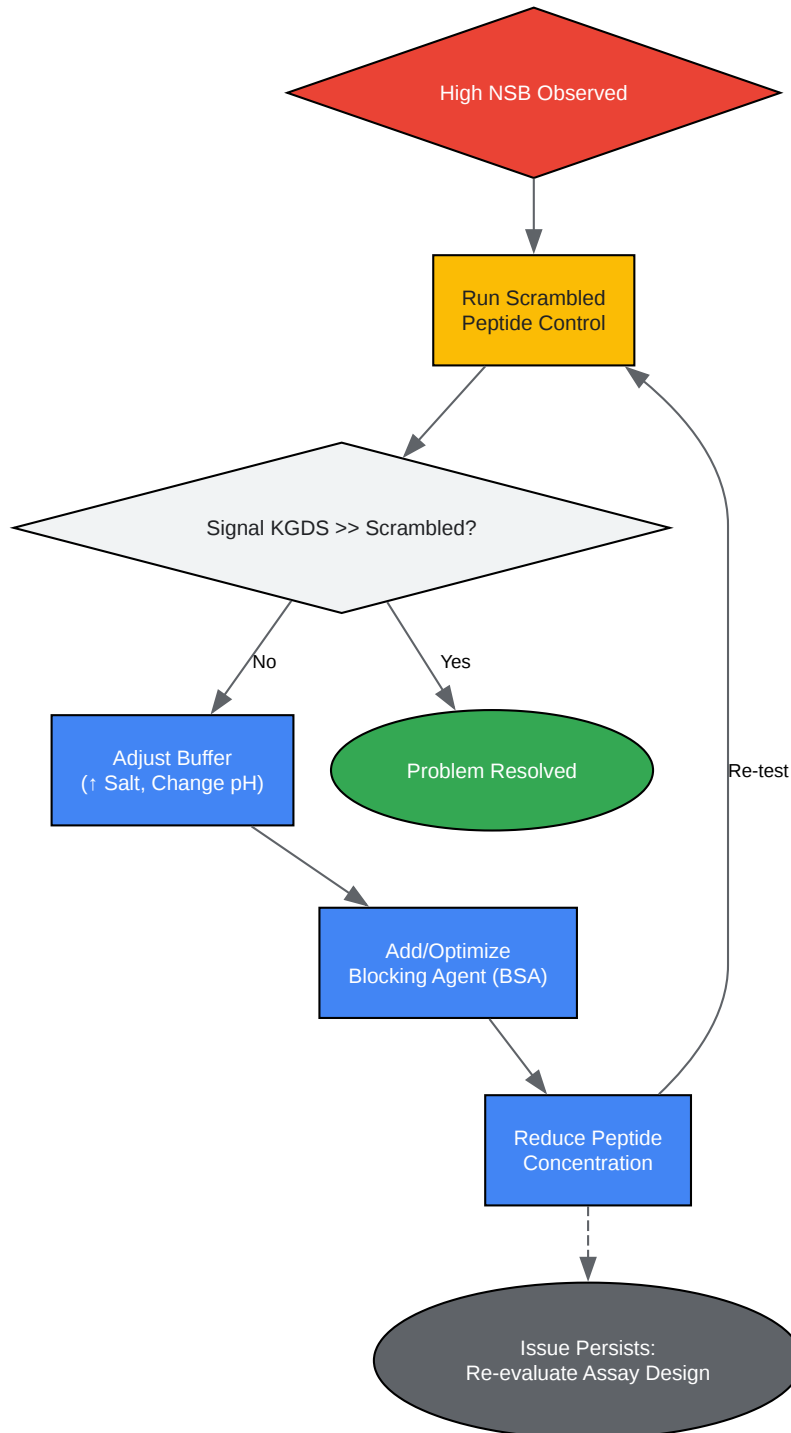 High NSB Observed
Run Scrambled
Peptide Control
Signal KGDS >> Scrambled?
No
Yes
Adjust Buffer
(↑ Salt, Change pH)
Problem Resolved
Re-test
Add/Optimize
Blocking Agent (BSA)
Reduce Peptide
Concentration
Issue Persists:
Re-evaluate Assay Design